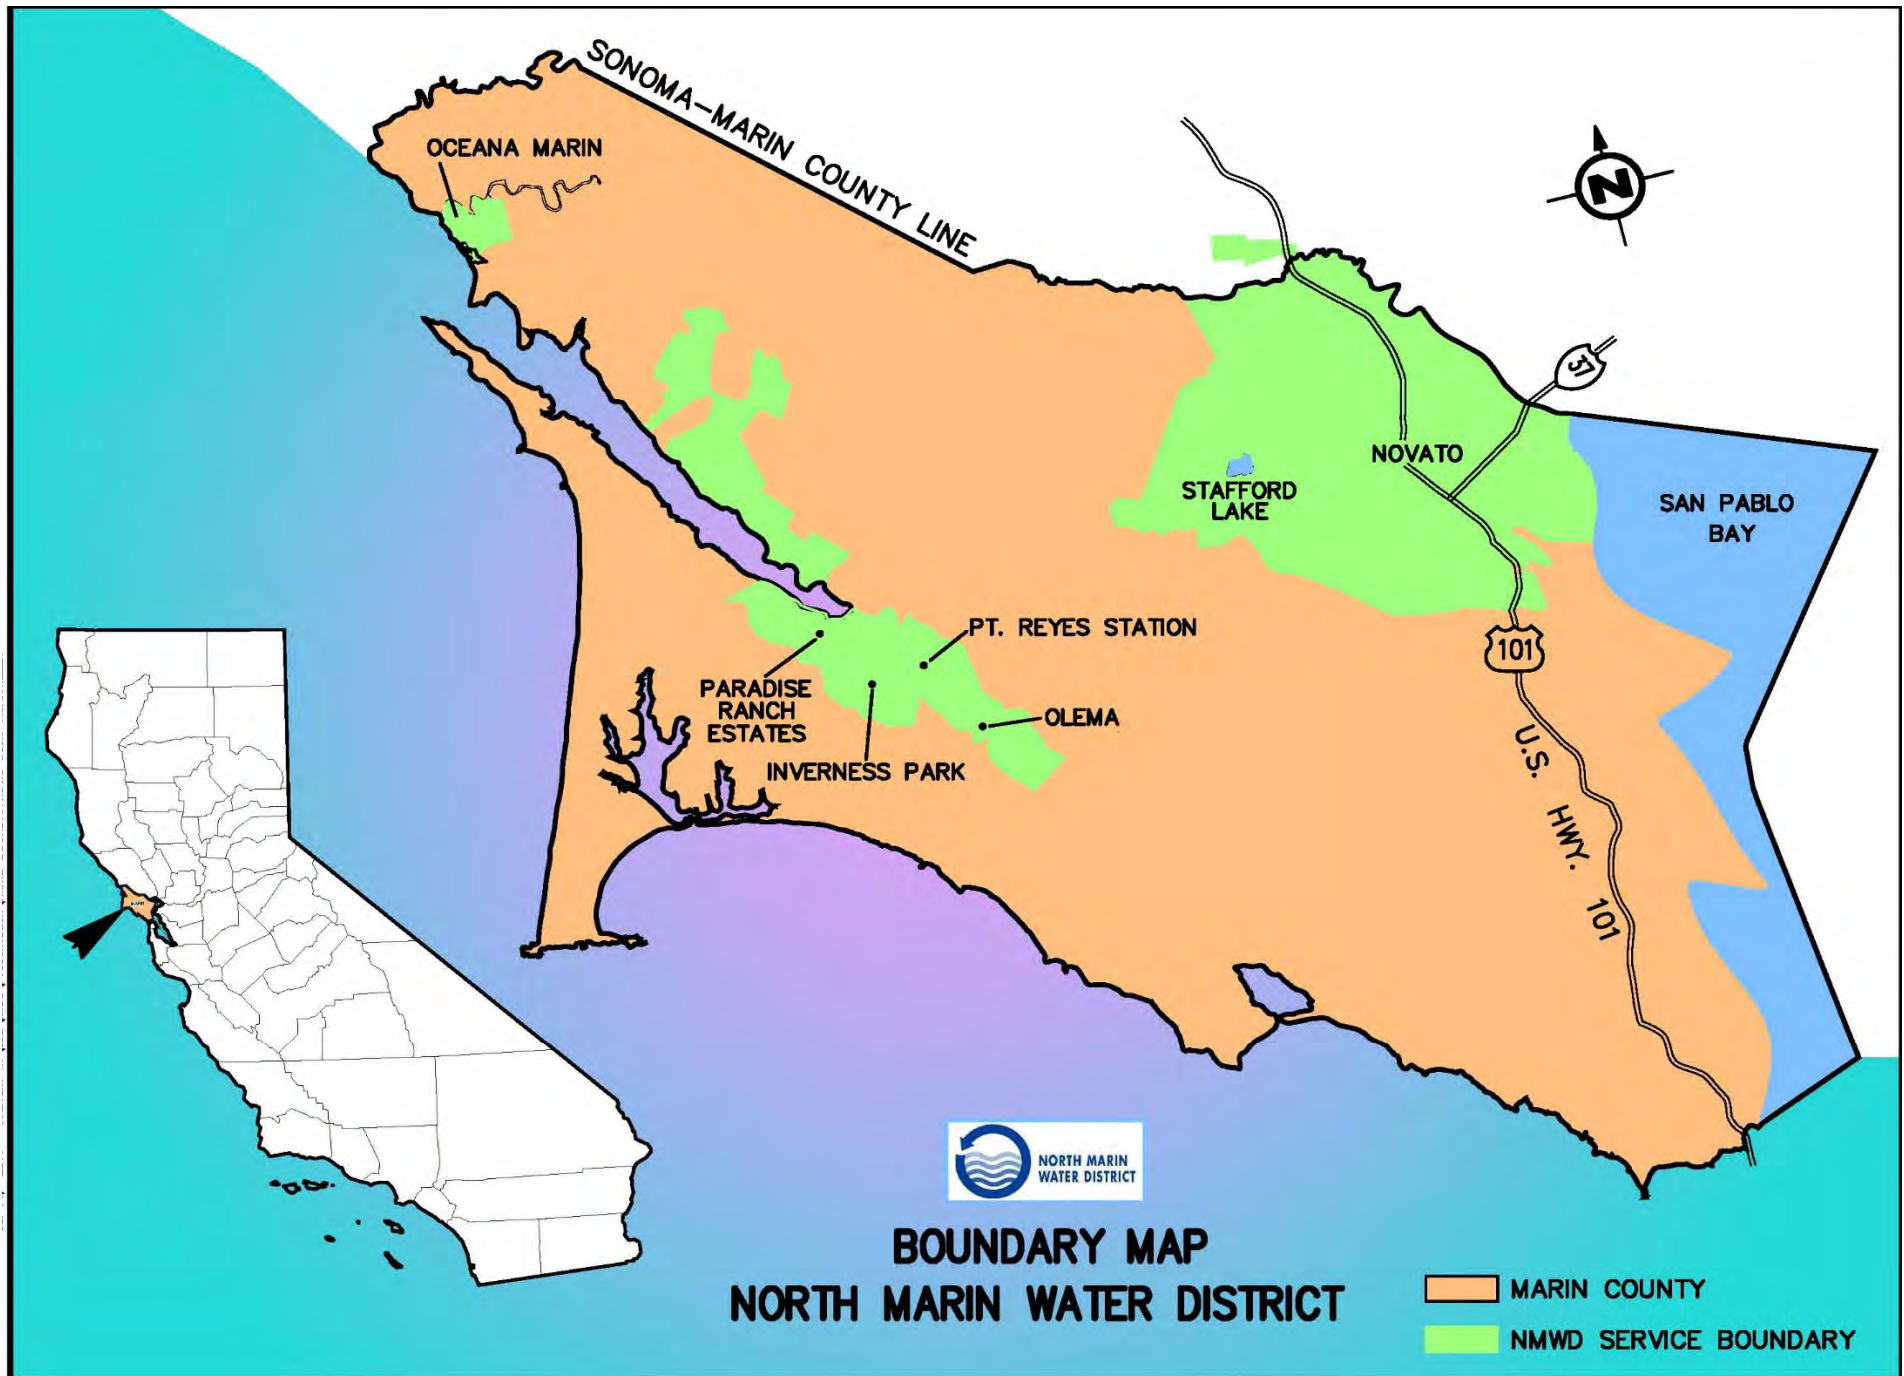 SONOMA-MARIN COUNTY LINE
OCEANA MARIN
N
37
NOVATO
STAFFORD
LAKE
SAN PABLO
BAY
PT. REYES STATION
101
PARADISE
RANCH
ESTATES
OLEMA
INVERNESS PARK
U.S. HWY. 101
NORTH MARIN
WATER DISTRICT
BOUNDARY MAP
NORTH MARIN WATER DISTRICT
MARIN COUNTY
NMWD SERVICE BOUNDARY